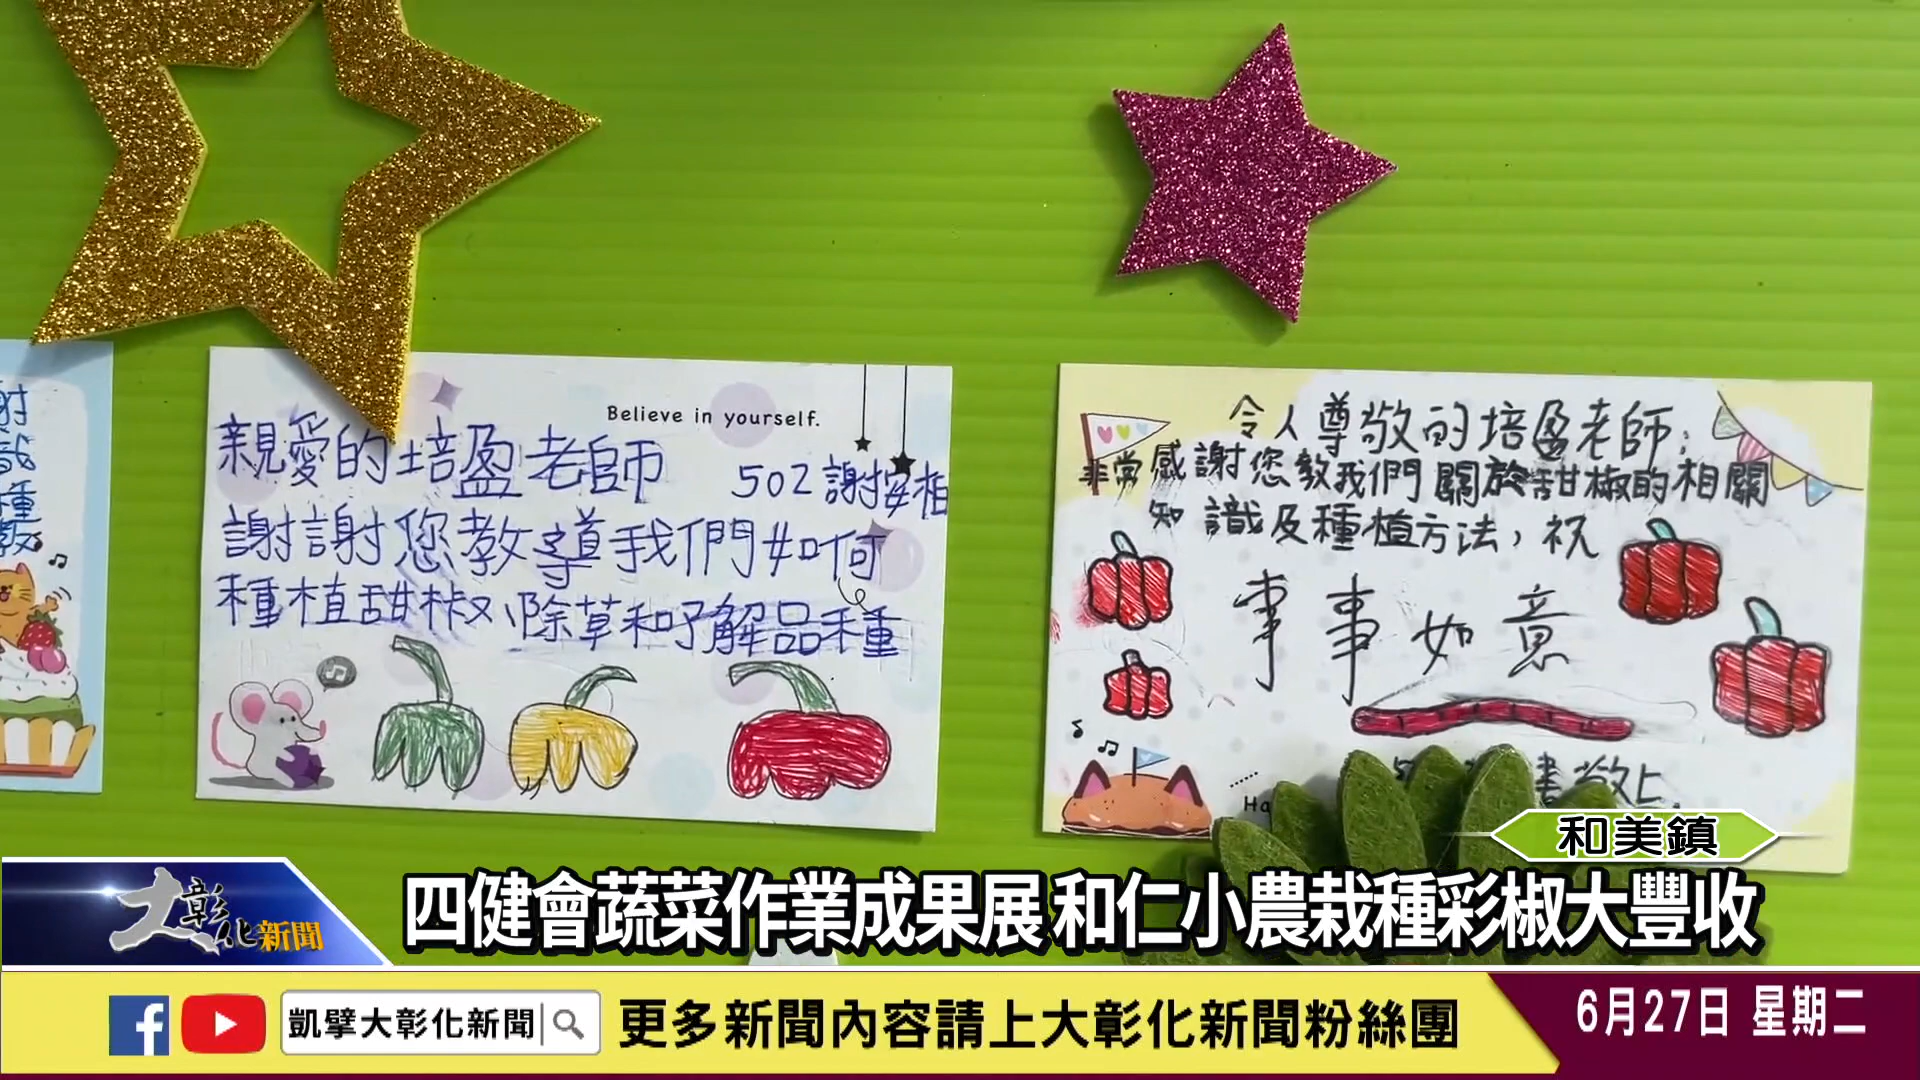 Believe in yourself.
親愛的培盈老師
502 謝按相
謝謝您教導我們如何
種植甜椒、除草和了解品種
令人尊敬的培盈老師:
非常感謝您教我們關於甜椒的相關
知識及種植方法，祝
事事如意
書敬上
Ha
和美鎮
大彰化新聞
四健會蔬菜作業成果展 和仁小農栽種彩椒大豐收
凱擘大彰化新聞
更多新聞內容請上大彰化新聞粉絲團
6月27日 星期二